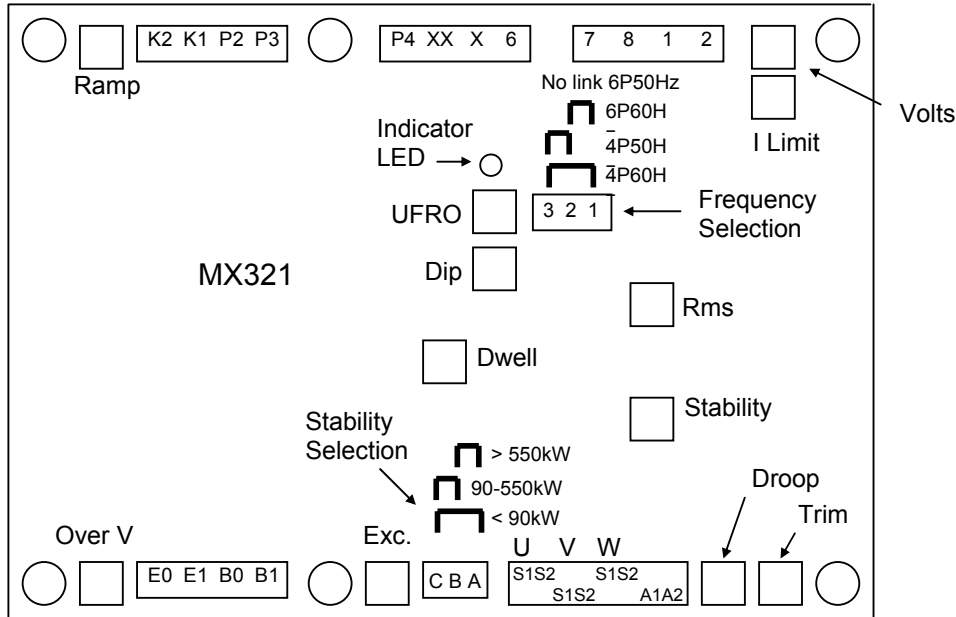 K2 K1 P2 P3
P4 XX X 6
7 8 1 2
Ramp
No link 6P50Hz
6P60H
4P50H
4P60H
Volts
I Limit
Indicator
LED
UFRO
3 2 1
Frequency
Selection
Dip
MX321
Rms
Dwell
Stability
Stability
Selection
> 550kW
90-550kW
< 90kW
Droop
Trim
Over V
Exc.
U V W
E0 E1 B0 B1
C B A
S1S2 S1S2
S1S2 A1A2